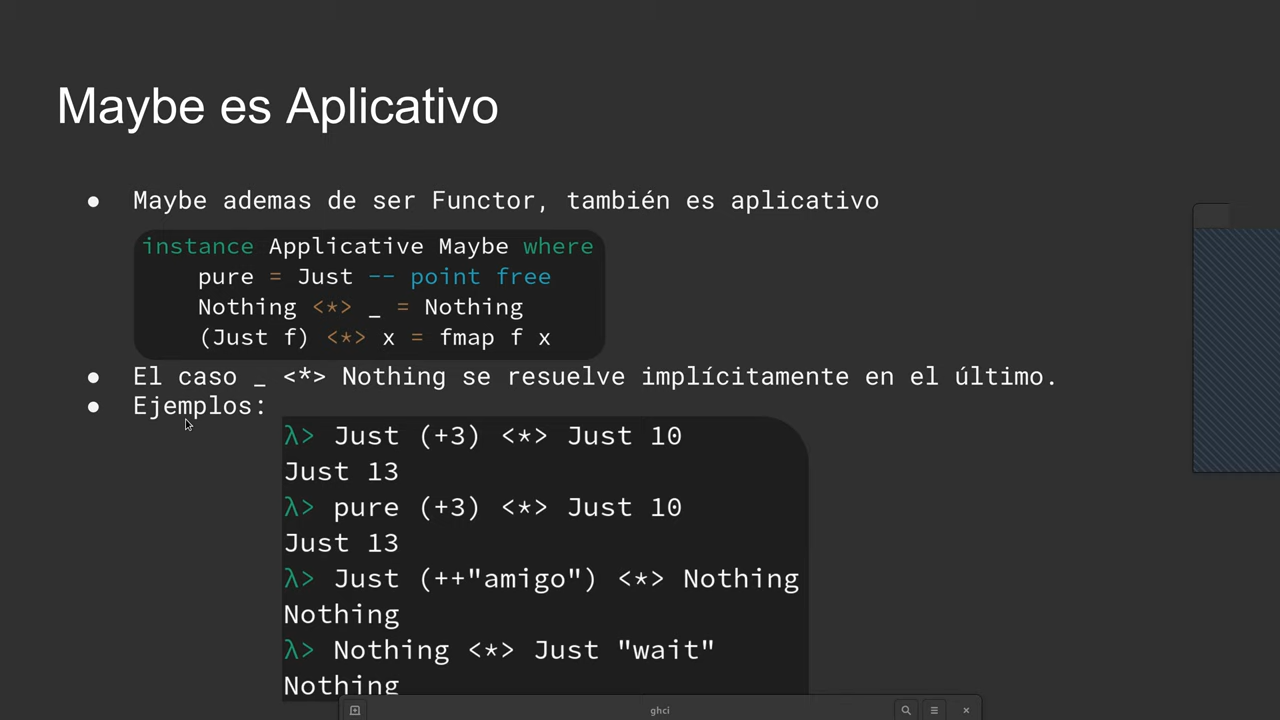 Maybe es Aplicativo
● Maybe ademas de ser Functor, también es aplicativo
instance Applicative Maybe where
pure = Just -- point free
Nothing <*> _ = Nothing
(Just f) <*> x = fmap f x
● El caso _ <*> Nothing se resuelve implícitamente en el último.
● Ejemplos:
λ> Just (+3) <*> Just 10
Just 13
λ> pure (+3) <*> Just 10
Just 13
λ> Just (++"amigo") <*> Nothing
Nothing
λ> Nothing <*> Just "wait"
Nothing
ghci